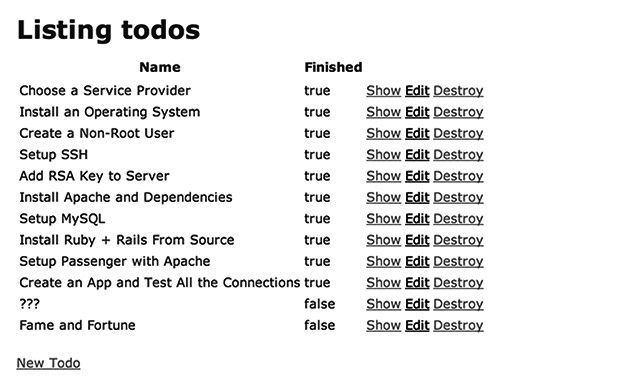 Listing todos
Name Finished
Choose a Service Provider true Show Edit Destroy
Install an Operating System true Show Edit Destroy
Create a Non-Root User true Show Edit Destroy
Setup SSH true Show Edit Destroy
Add RSA Key to Server true Show Edit Destroy
Install Apache and Dependencies true Show Edit Destroy
Setup MySQL true Show Edit Destroy
Install Ruby + Rails From Source true Show Edit Destroy
Setup Passenger with Apache true Show Edit Destroy
Create an App and Test All the Connections true Show Edit Destroy
??? false Show Edit Destroy
Fame and Fortune false Show Edit Destroy
New Todo